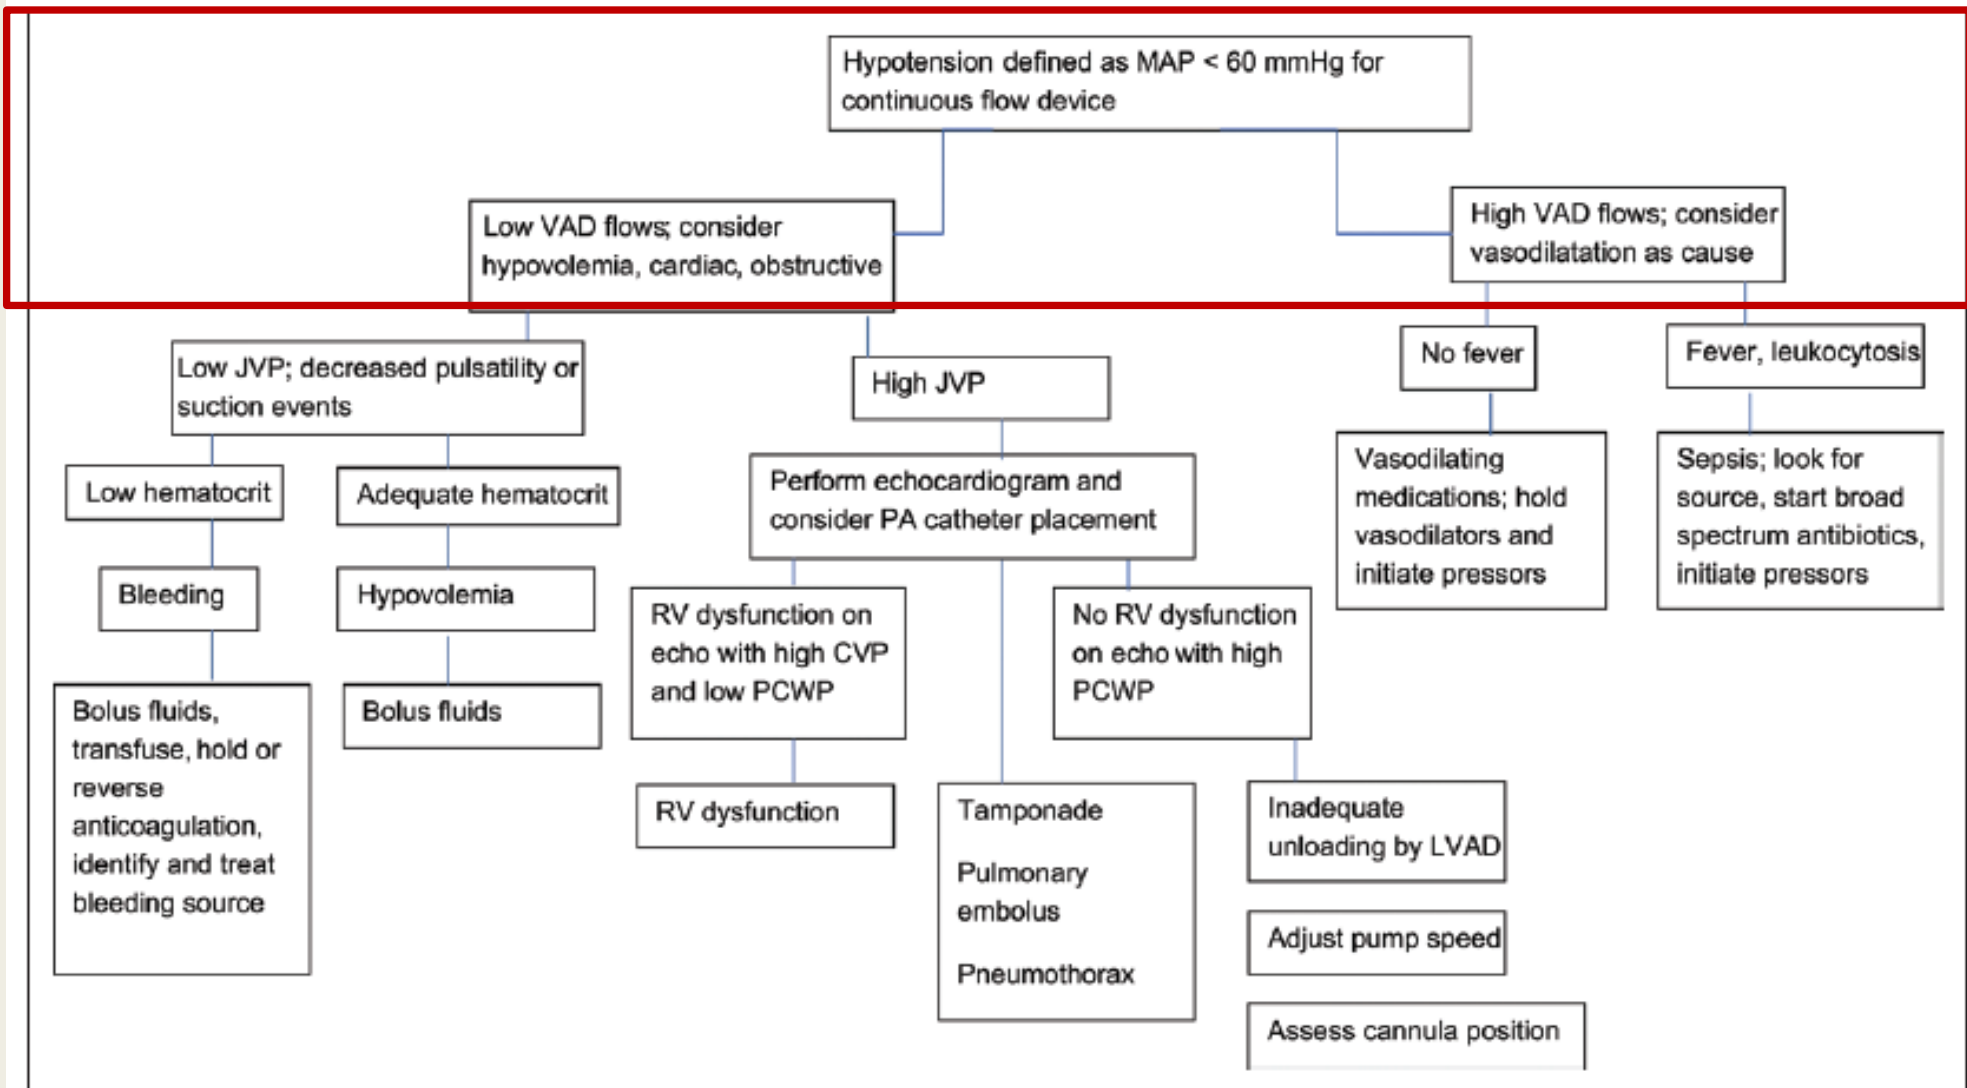 Hypotension defined as MAP < 60 mmHg for
continuous flow device
Low VAD flows; consider
hypovolemia, cardiac, obstructive
High VAD flows; consider
vasodilatation as cause
Low JVP; decreased pulsatility or
suction events
High JVP
No fever
Fever, leukocytosis
Low hematocrit
Adequate hematocrit
Perform echocardiogram and
consider PA catheter placement
Vasodilating
medications; hold
vasodilators and
initiate pressors
Sepsis; look for
source, start broad
spectrum antibiotics,
initiate pressors
Bleeding
Hypovolemia
RV dysfunction on
echo with high CVP
and low PCWP
No RV dysfunction
on echo with high
PCWP
Bolus fluids,
transfuse, hold or
reverse
anticoagulation,
identify and treat
bleeding source
Bolus fluids
RV dysfunction
Tamponade
Pulmonary
embolus
Pneumothorax
Inadequate
unloading by LVAD
Adjust pump speed
Assess cannula position